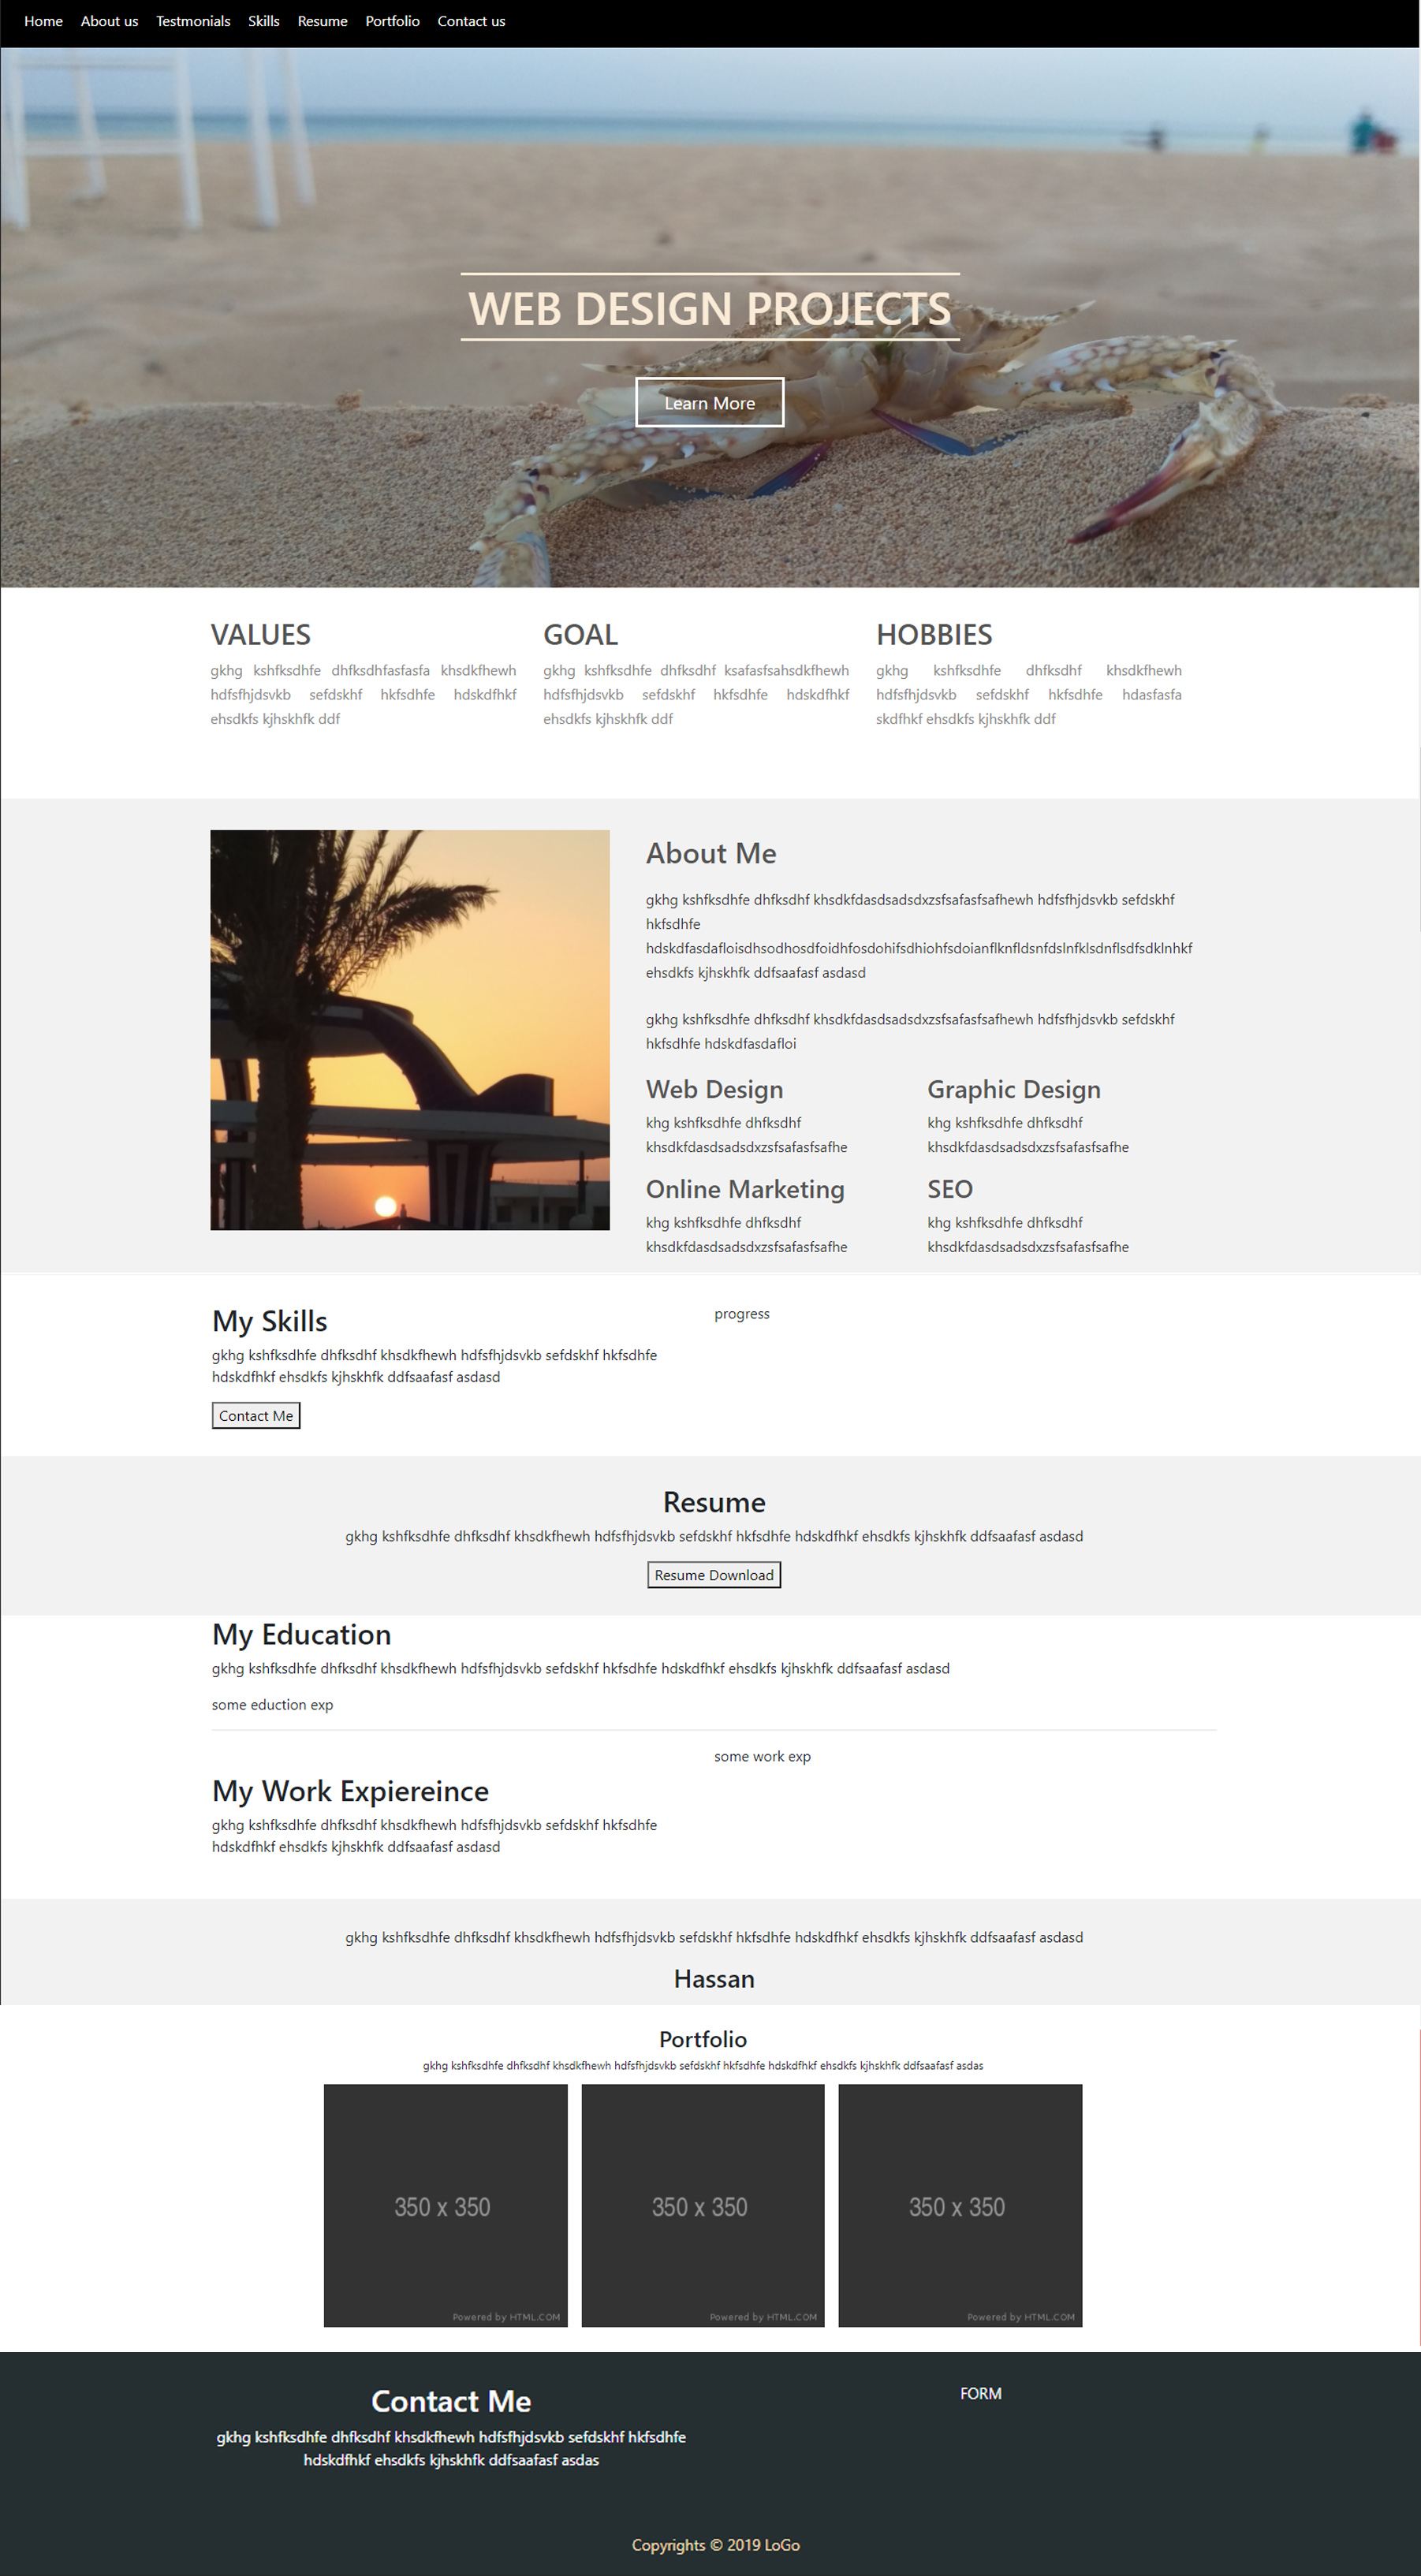 Home About us Testmonials Skills Resume Portfolio Contact us
WEB DESIGN PROJECTS
Learn More
VALUES
gkhg kshfksdhfe dhfksdhfasfasfa khsdkfhewh
hdfsfhjdsvkb sefdskhf hkfsdhfe hdskdfhkf
ehsdkfs kjhskhfk ddf
GOAL
gkhg kshfksdhfe dhfksdhf ksafasfsahsdkfhewh
hdfsfhjdsvkb sefdskhf hkfsdhfe hdskdfhkf
ehsdkfs kjhskhfk ddf
HOBBIES
gkhg kshfksdhfe dhfksdhf khsdkfhewh
hdfsfhjdsvkb sefdskhf hkfsdhfe hdasfasfa
skdfhkf ehsdkfs kjhskhfk ddf
About Me
gkhg kshfksdhfe dhfksdhf khsdkfdasdsadsdxzsfsafasfsafhewh hdfsfhjdsvkb sefdskhf
hkfsdhfe
hdskdfasdafloisdhsodhosdfoidhfosdohifsdhiohfsdoianflknfldsnfdslnfklsdnflsdfsdklnhkf
ehsdkfs kjhskhfk ddfsaafasf asdasd
gkhg kshfksdhfe dhfksdhf khsdkfdasdsadsdxzsfsafasfsafhewh hdfsfhjdsvkb sefdskhf
hkfsdhfe hdskdfasdafloi
Web Design
khg kshfksdhfe dhfksdhf
khsdkfdasdsadsdxzsfsafasfsafhe
Graphic Design
khg kshfksdhfe dhfksdhf
khsdkfdasdsadsdxzsfsafasfsafhe
Online Marketing
khg kshfksdhfe dhfksdhf
khsdkfdasdsadsdxzsfsafasfsafhe
SEO
khg kshfksdhfe dhfksdhf
khsdkfdasdsadsdxzsfsafasfsafhe
My Skills
gkhg kshfksdhfe dhfksdhf khsdkfhewh hdfsfhjdsvkb sefdskhf hkfsdhfe
hdskdfhkf ehsdkfs kjhskhfk ddfsaafasf asdasd
Contact Me
progress
Resume
gkhg kshfksdhfe dhfksdhf khsdkfhewh hdfsfhjdsvkb sefdskhf hkfsdhfe hdskdfhkf ehsdkfs kjhskhfk ddfsaafasf asdasd
Resume Download
My Education
gkhg kshfksdhfe dhfksdhf khsdkfhewh hdfsfhjdsvkb sefdskhf hkfsdhfe hdskdfhkf ehsdkfs kjhskhfk ddfsaafasf asdasd
some eduction exp
some work exp
My Work Expiereince
gkhg kshfksdhfe dhfksdhf khsdkfhewh hdfsfhjdsvkb sefdskhf hkfsdhfe
hdskdfhkf ehsdkfs kjhskhfk ddfsaafasf asdasd
gkhg kshfksdhfe dhfksdhf khsdkfhewh hdfsfhjdsvkb sefdskhf hkfsdhfe hdskdfhkf ehsdkfs kjhskhfk ddfsaafasf asdasd
Hassan
Portfolio
gkhg kshfksdhfe dhfksdhf khsdkfhewh hdfsfhjdsvkb sefdskhf hkfsdhfe hdskdfhkf ehsdkfs kjhskhfk ddfsaafasf asdas
350 x 350
Powered by HTML.COM
350 x 350
Powered by HTML.COM
350 x 350
Powered by HTML.COM
Contact Me
gkhg kshfksdhfe dhfksdhf khsdkfhewh hdfsfhjdsvkb sefdskhf hkfsdhfe
hdskdfhkf ehsdkfs kjhskhfk ddfsaafasf asdas
FORM
Copyrights © 2019 LoGo